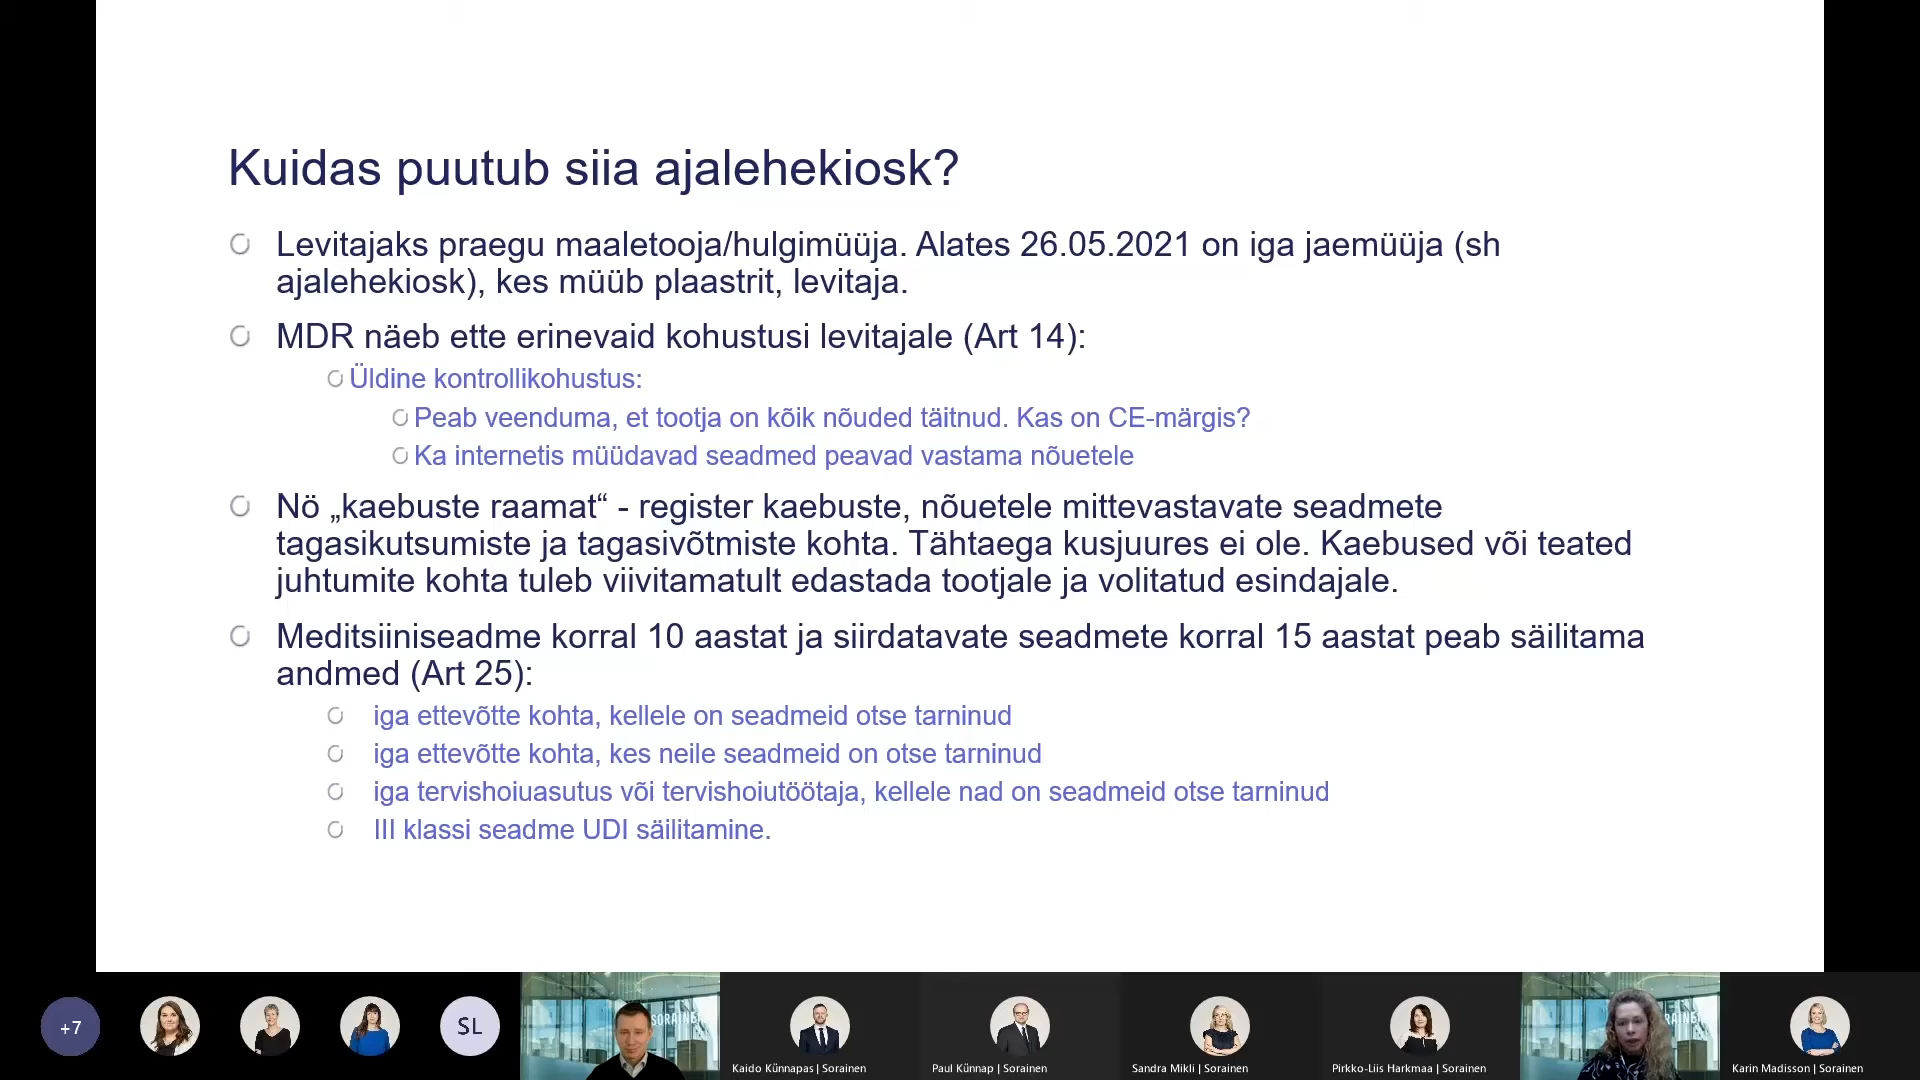 Kuidas puutub siia ajalehekiosk?
Levitajaks praegu maaletooja/hulgimüüja. Alates 26.05.2021 on iga jaemüüja (sh
ajalehekiosk), kes müüb plaastrit, levitaja.
MDR näeb ette erinevaid kohustusi levitajale (Art 14):
Üldine kontrollikohustus:
Peab veenduma, et tootja on kõik nõuded täitnud. Kas on CE-märgis?
Ka internetis müüdavad seadmed peavad vastama nõuetele
Nö „kaebuste raamat“ - register kaebuste, nõuetele mittevastavate seadmete
tagasikutsumiste ja tagasivõtmiste kohta. Tähtaega kusjuures ei ole. Kaebused või teated
juhtumite kohta tuleb viivitamatult edastada tootjale ja volitatud esindajale.
Meditsiiniseadme korral 10 aastat ja siirdatavate seadmete korral 15 aastat peab säilitama
andmed (Art 25):
iga ettevõtte kohta, kellele on seadmeid otse tarninud
iga ettevõtte kohta, kes neile seadmeid on otse tarninud
iga tervishoiuasutus või tervishoiutöötaja, kellele nad on seadmeid otse tarninud
III klassi seadme UDI säilitamine.
+7
SL
SORAINEN
Kaido Künnapas | Sorainen
Paul Künnap | Sorainen
Sandra Mikli | Sorainen
Pirkko-Liis Harkmaa | Sorainen
Karin Madisson | Sorainen